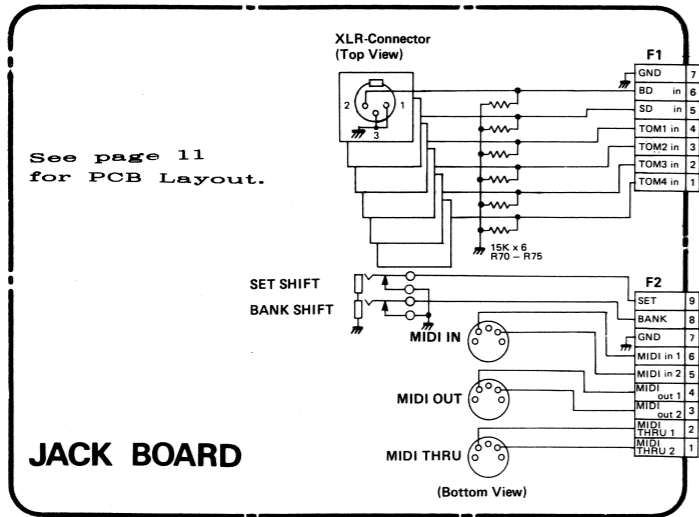 XLR-Connector
(Top View)
2 1
3
See page 11
for PCB Layout.
F1
GND 7
BD in 6
SD in 5
TOM1 in 4
TOM2 in 3
TOM3 in 2
TOM4 in 1
15K x 6
R70 – R75
SET SHIFT
BANK SHIFT
F2
SET 9
BANK 8
GND 7
MIDI in 1 6
MIDI in 2 5
MIDI out 1 4
MIDI out 2 3
MIDI THRU 1 2
MIDI THRU 2 1
MIDI IN
MIDI OUT
MIDI THRU
(Bottom View)
JACK BOARD